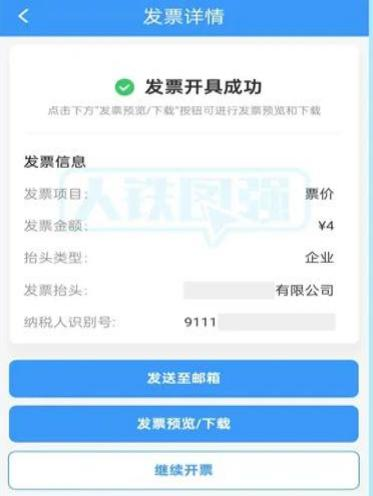 发票详情
发票开具成功
点击下方"发票预览/下载"按钮可进行发票预览和下载
发票信息
发票项目: 票价
人铁图强
发票金额: ¥4
抬头类型: 企业
发票抬头: 有限公司
纳税人识别号: 9111
发送至邮箱
发票预览/下载
继续开票